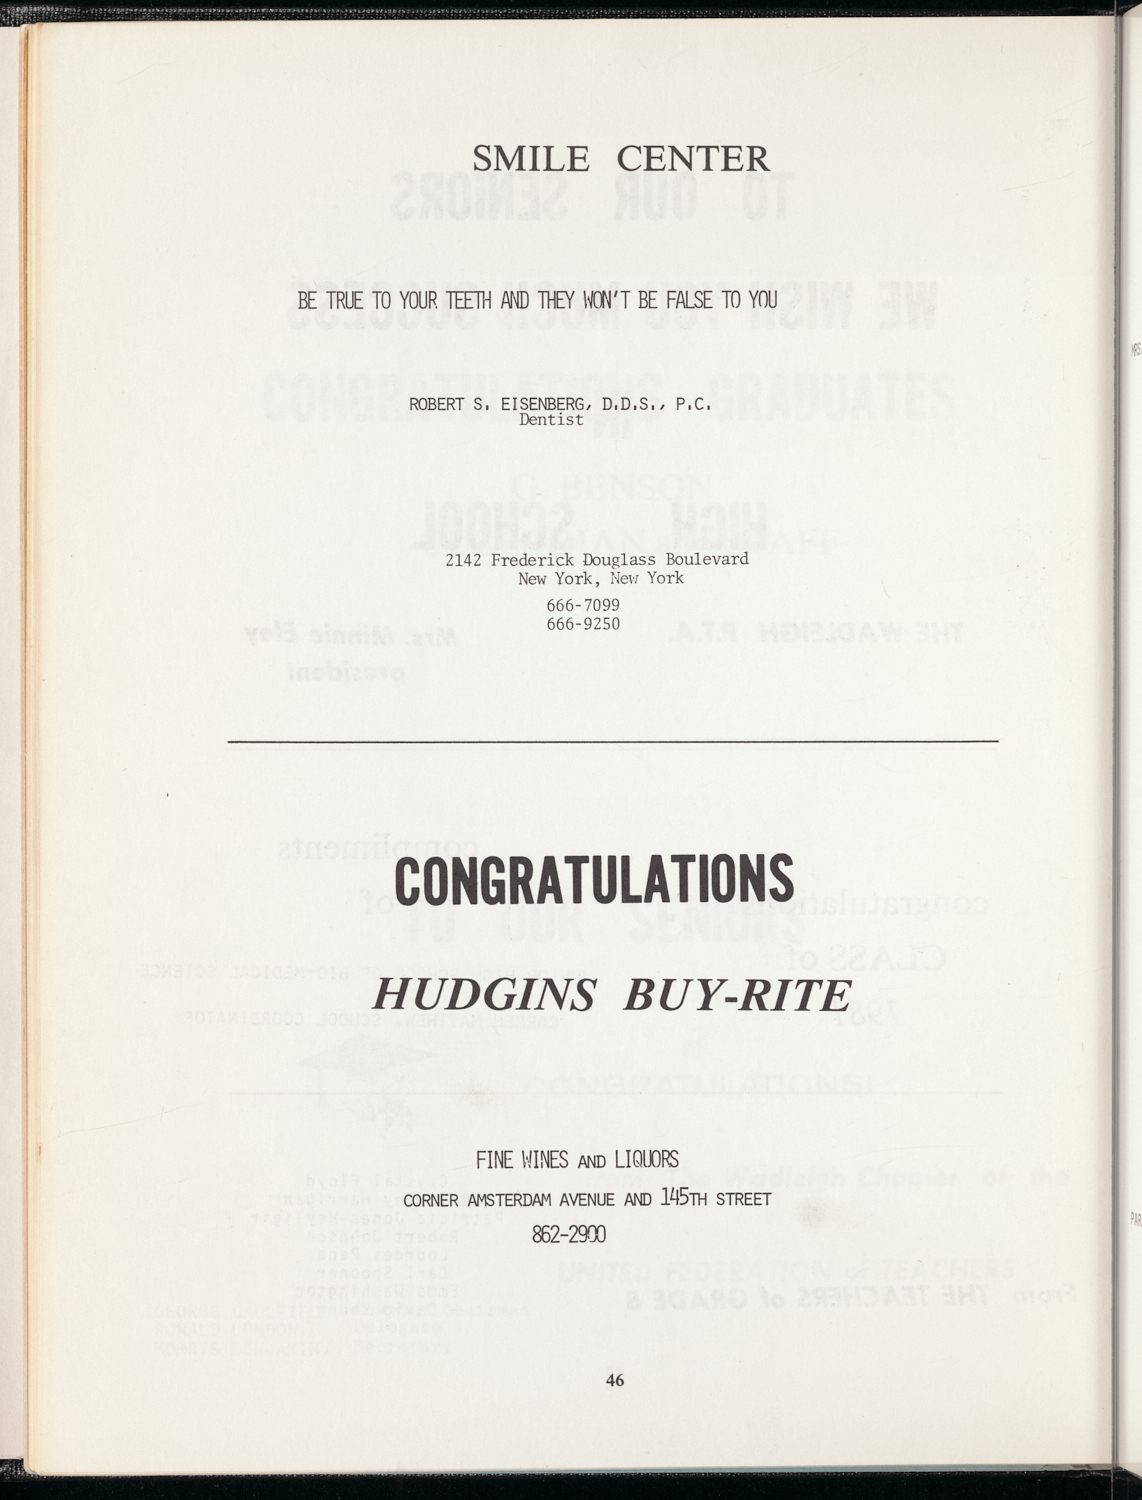 SMILE CENTER
BE TRUE TO YOUR TEETH AND THEY WON'T BE FALSE TO YOU
ROBERT S. EISENBERG, D.D.S., P.C.
Dentist
2142 Frederick Douglass Boulevard
New York, New York
666-7099
666-9250
CONGRATULATIONS
HUDGINS BUY-RITE
FINE WINES AND LIQUORS
CORNER AMSTERDAM AVENUE AND 145TH STREET
862-2900
46